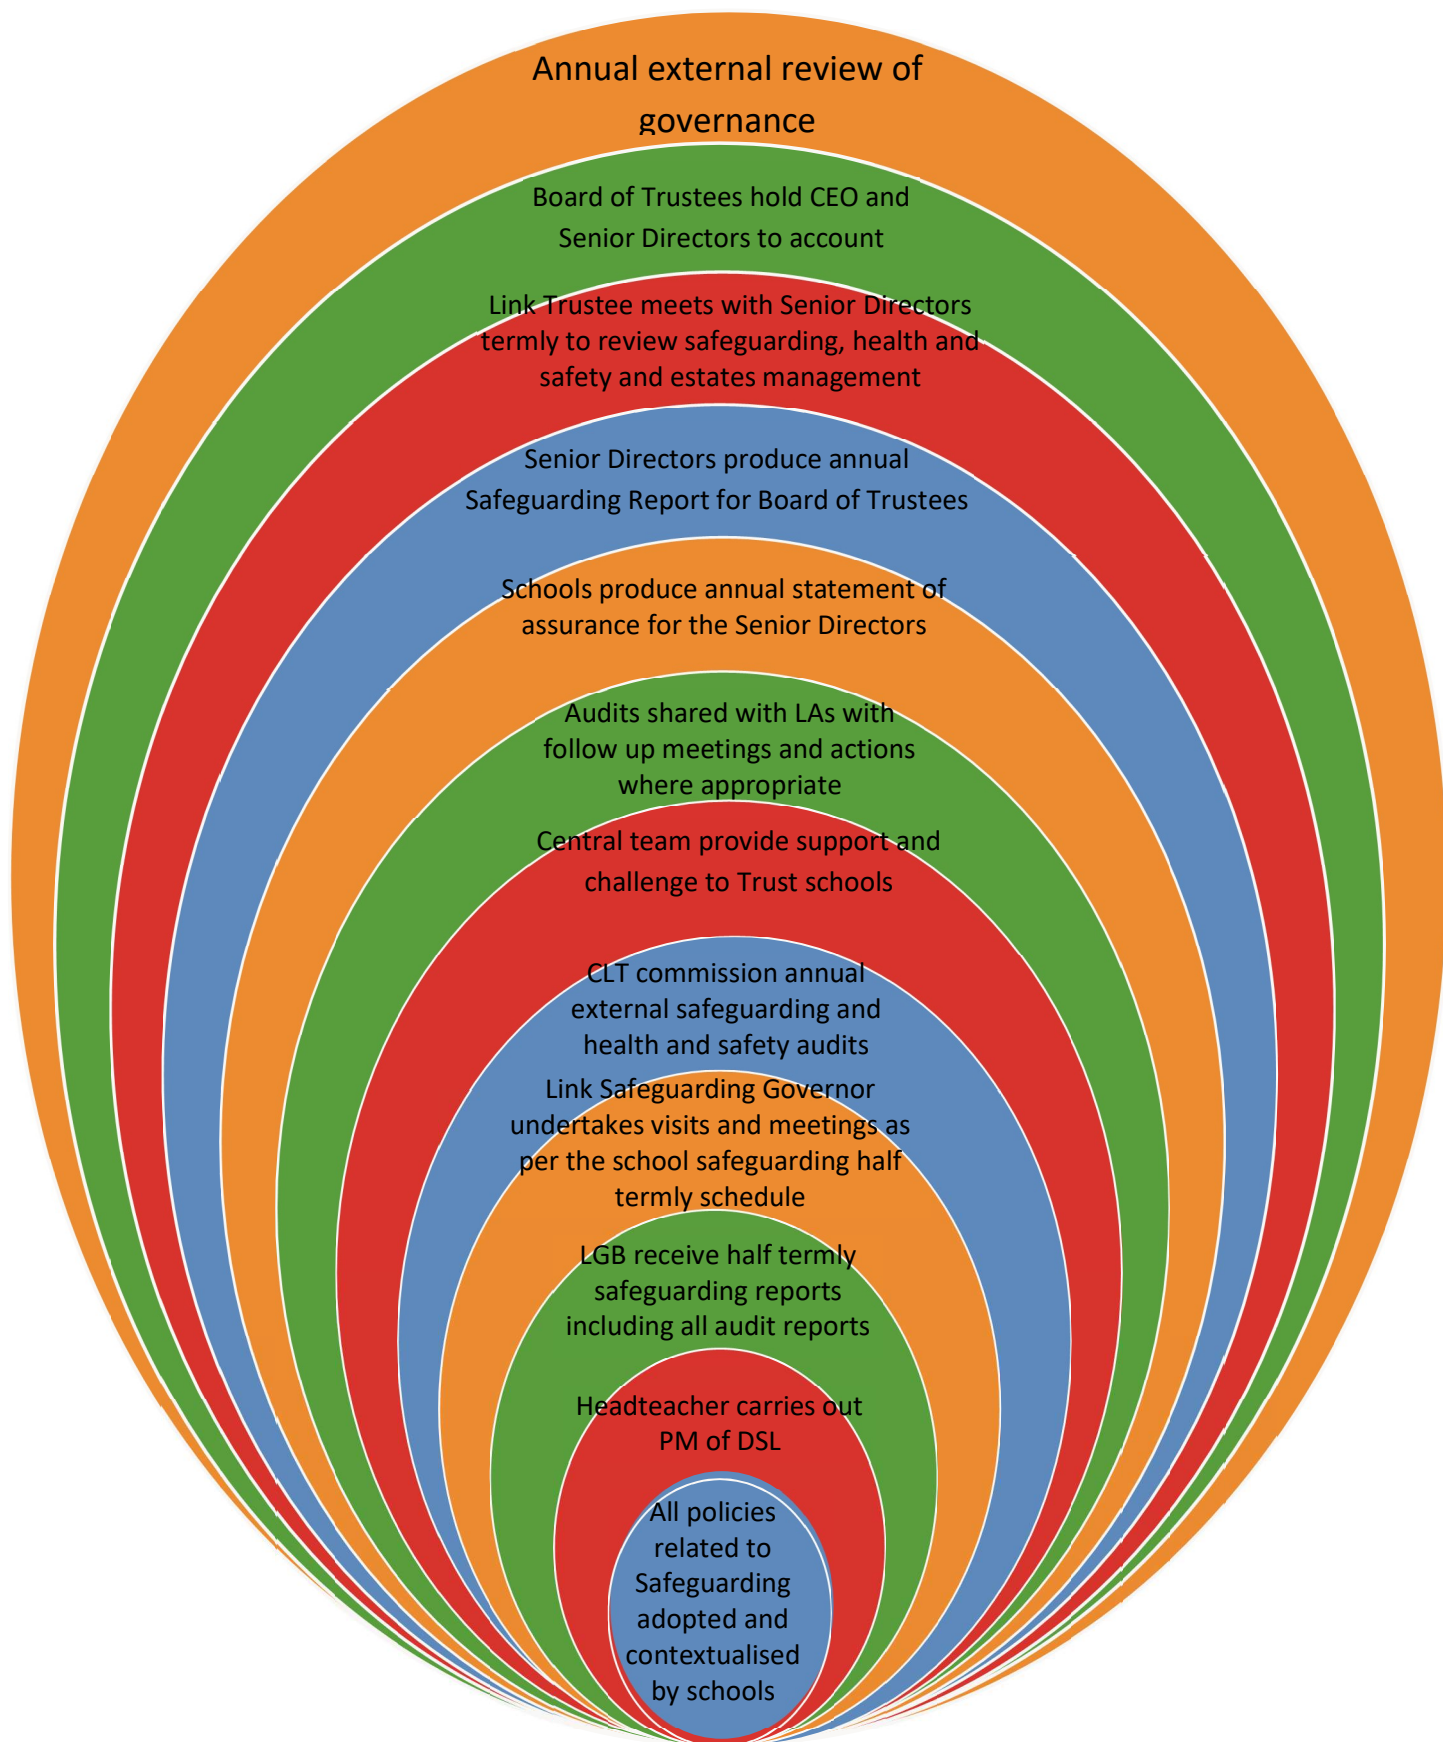 Annual external review of
governance
Board of Trustees hold CEO and
Senior Directors to account
Link Trustee meets with Senior Directors
termly to review safeguarding, health and
safety and estates management
Senior Directors produce annual
Safeguarding Report for Board of Trustees
Schools produce annual statement of
assurance for the Senior Directors
Audits shared with LAs with
follow up meetings and actions
where appropriate
Central team provide support and
challenge to Trust schools
CLT commission annual
external safeguarding and
health and safety audits
Link Safeguarding Governor
undertakes visits and meetings as
per the school safeguarding half
termly schedule
LGB receive half termly
safeguarding reports
including all audit reports
Headteacher carries out
PM of DSL
All policies
related to
Safeguarding
adopted and
contextualised
by schools